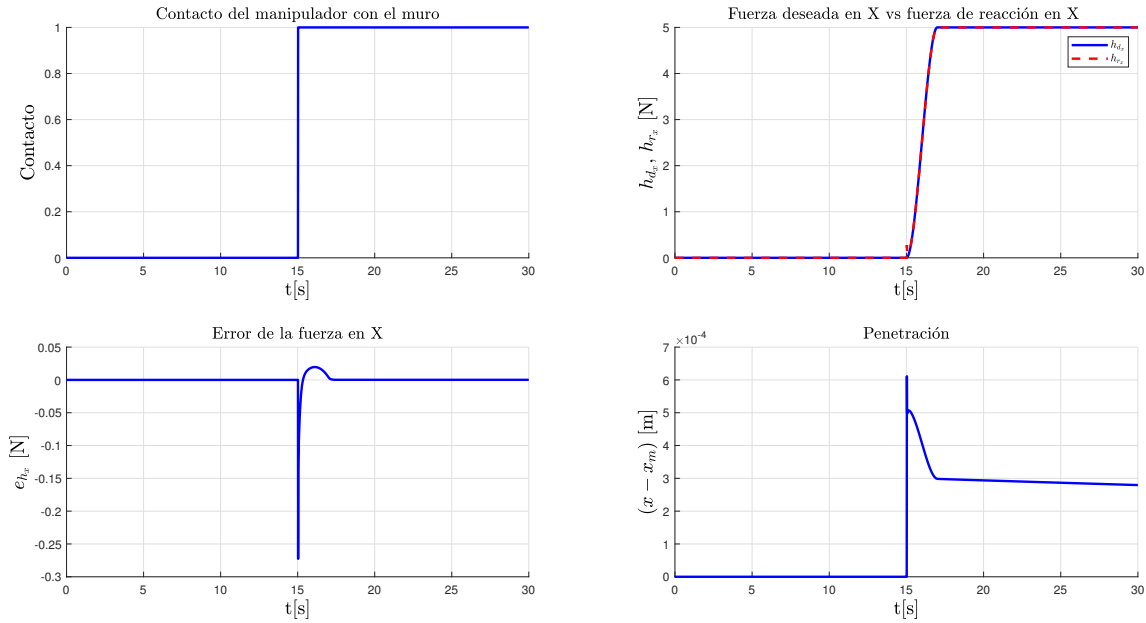 Contacto del manipulador con el muro
Contacto
1
0.8
0.6
0.4
0.2
0
0 5 10 15 20 25 30
t[s]
Fuerza deseada en X vs fuerza de reacción en X
h_{d_x}, h_{r_x} [N]
5
4
3
2
1
0
h_{d_x}
h_{r_x}
0 5 10 15 20 25 30
t[s]
Error de la fuerza en X
e_{h_x} [N]
0.05
0
-0.05
-0.1
-0.15
-0.2
-0.25
-0.3
0 5 10 15 20 25 30
t[s]
Penetración
×10⁻⁴
(x − x_m) [m]
7
6
5
4
3
2
1
0
0 5 10 15 20 25 30
t[s]